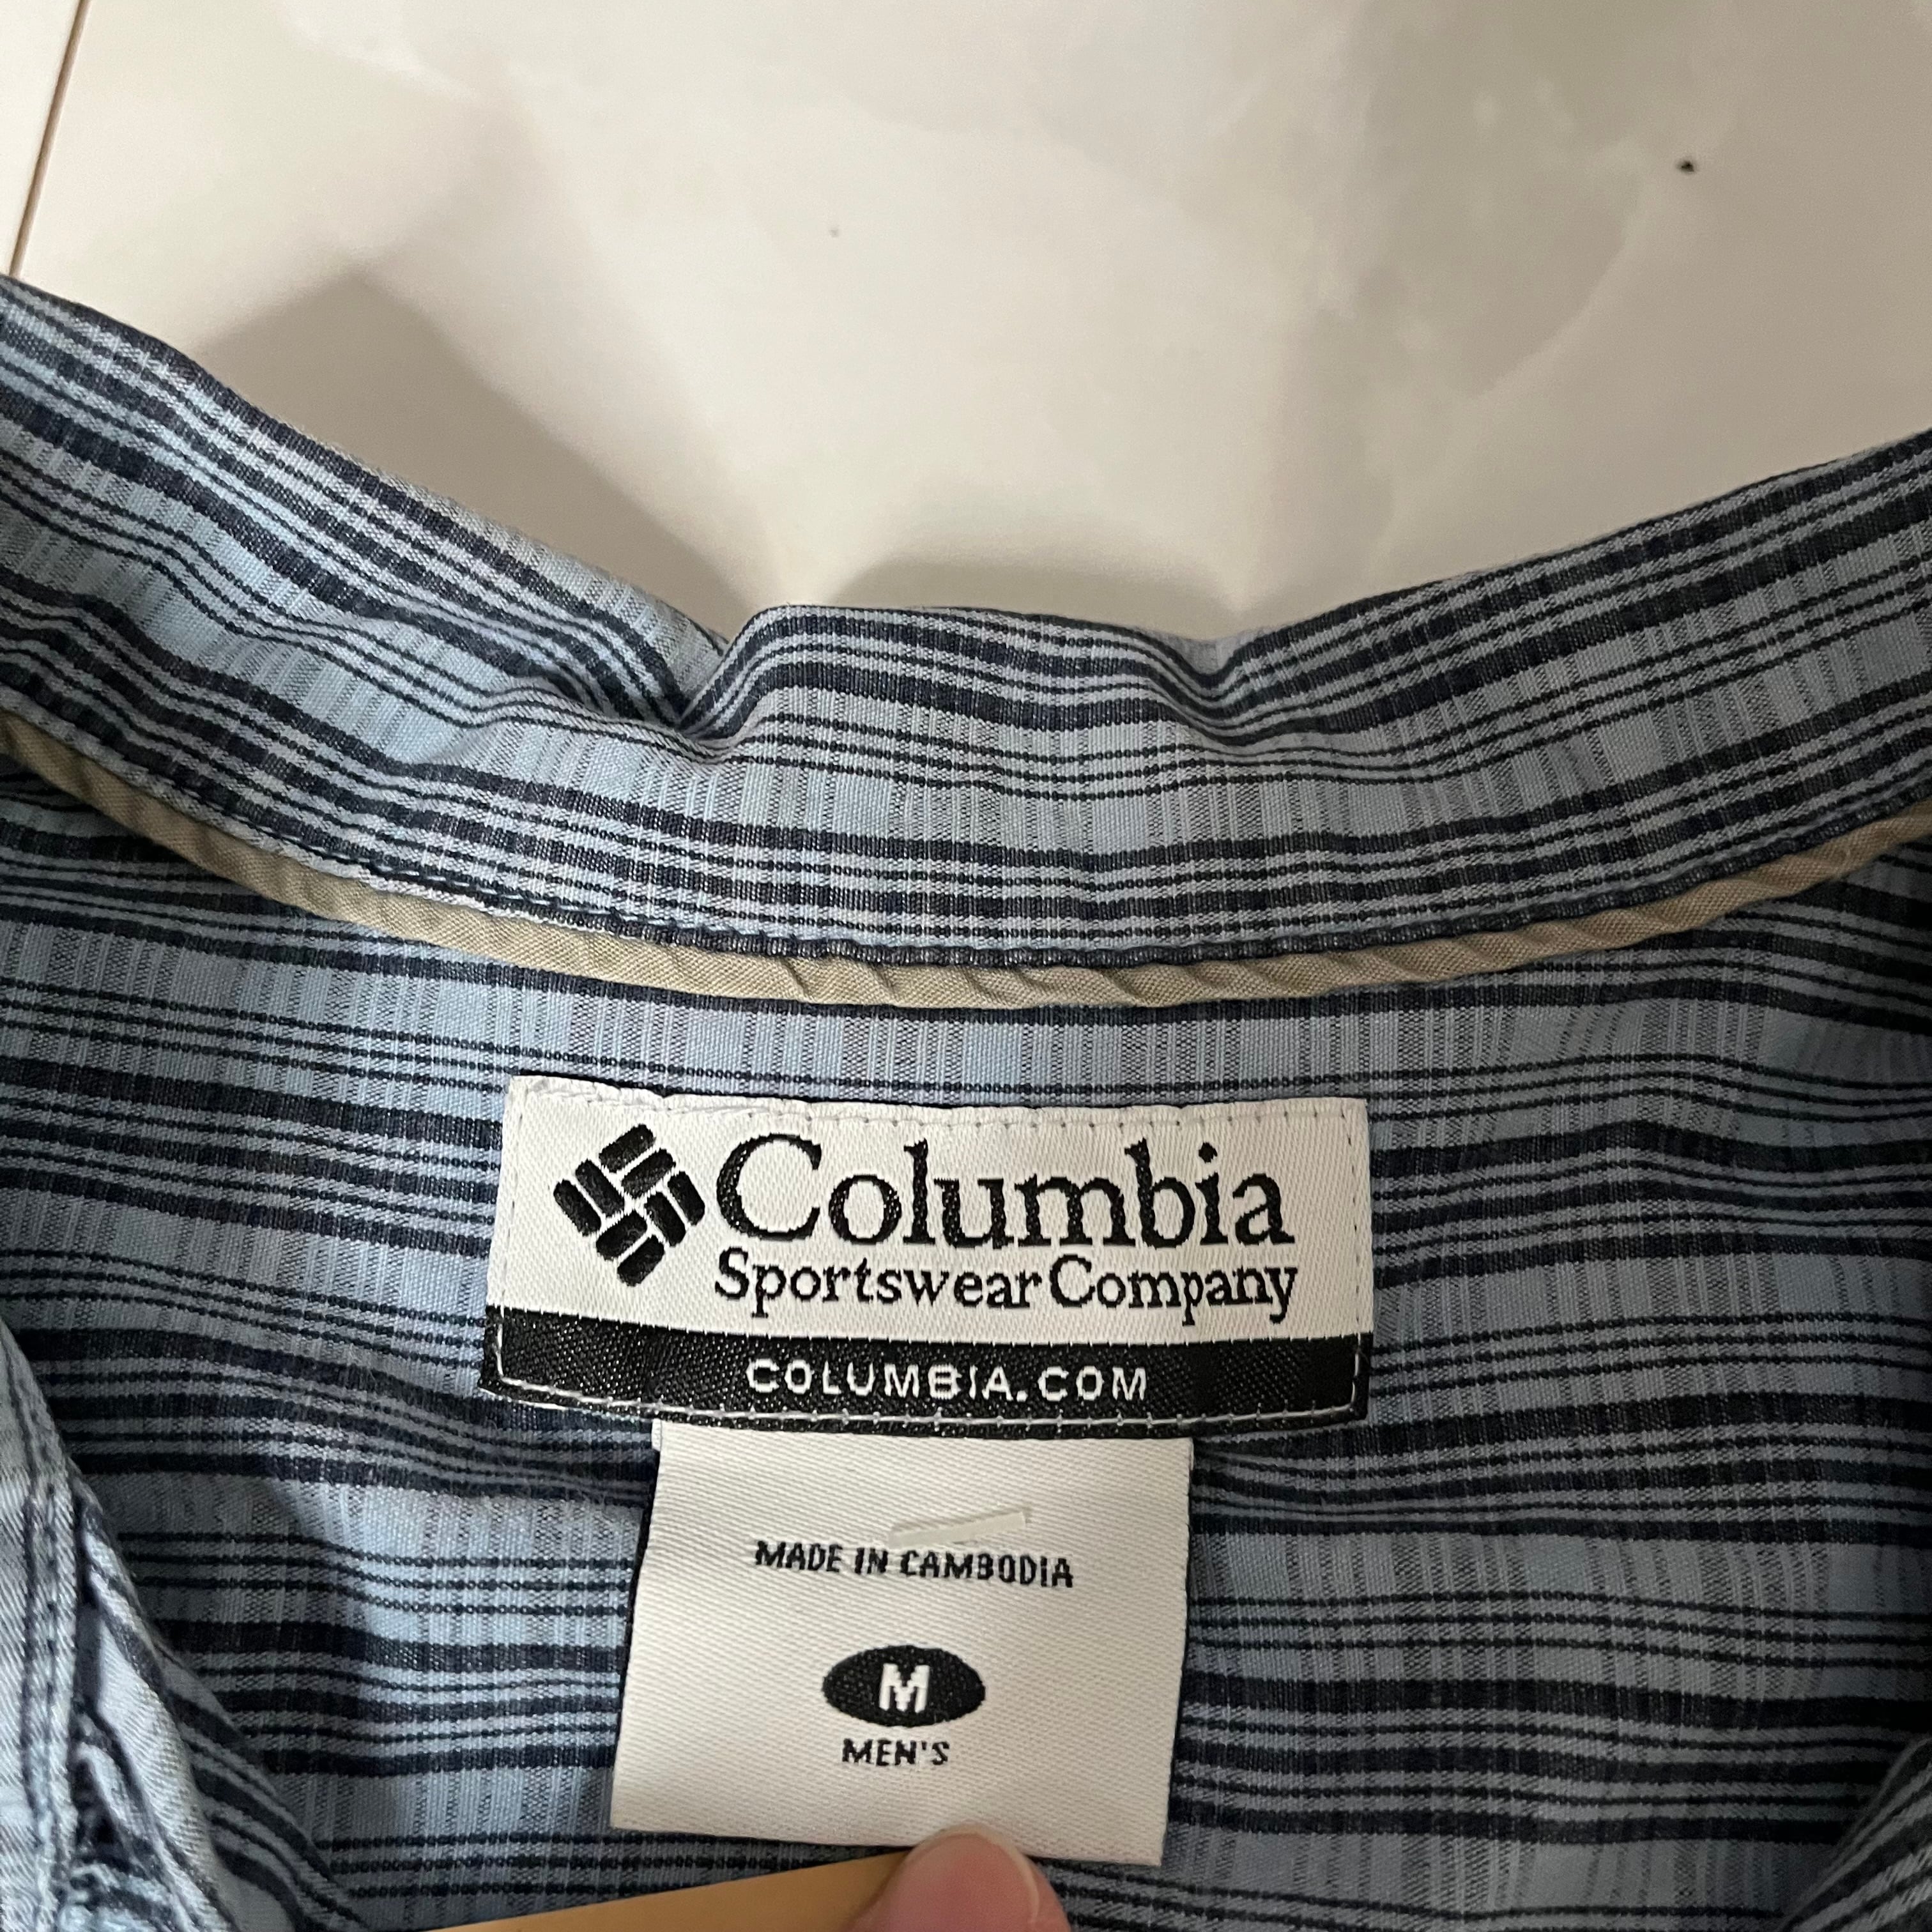 Columbia
Sportswear Company
COLUMBIA.COM
MADE IN CAMBODIA
M
MEN'S